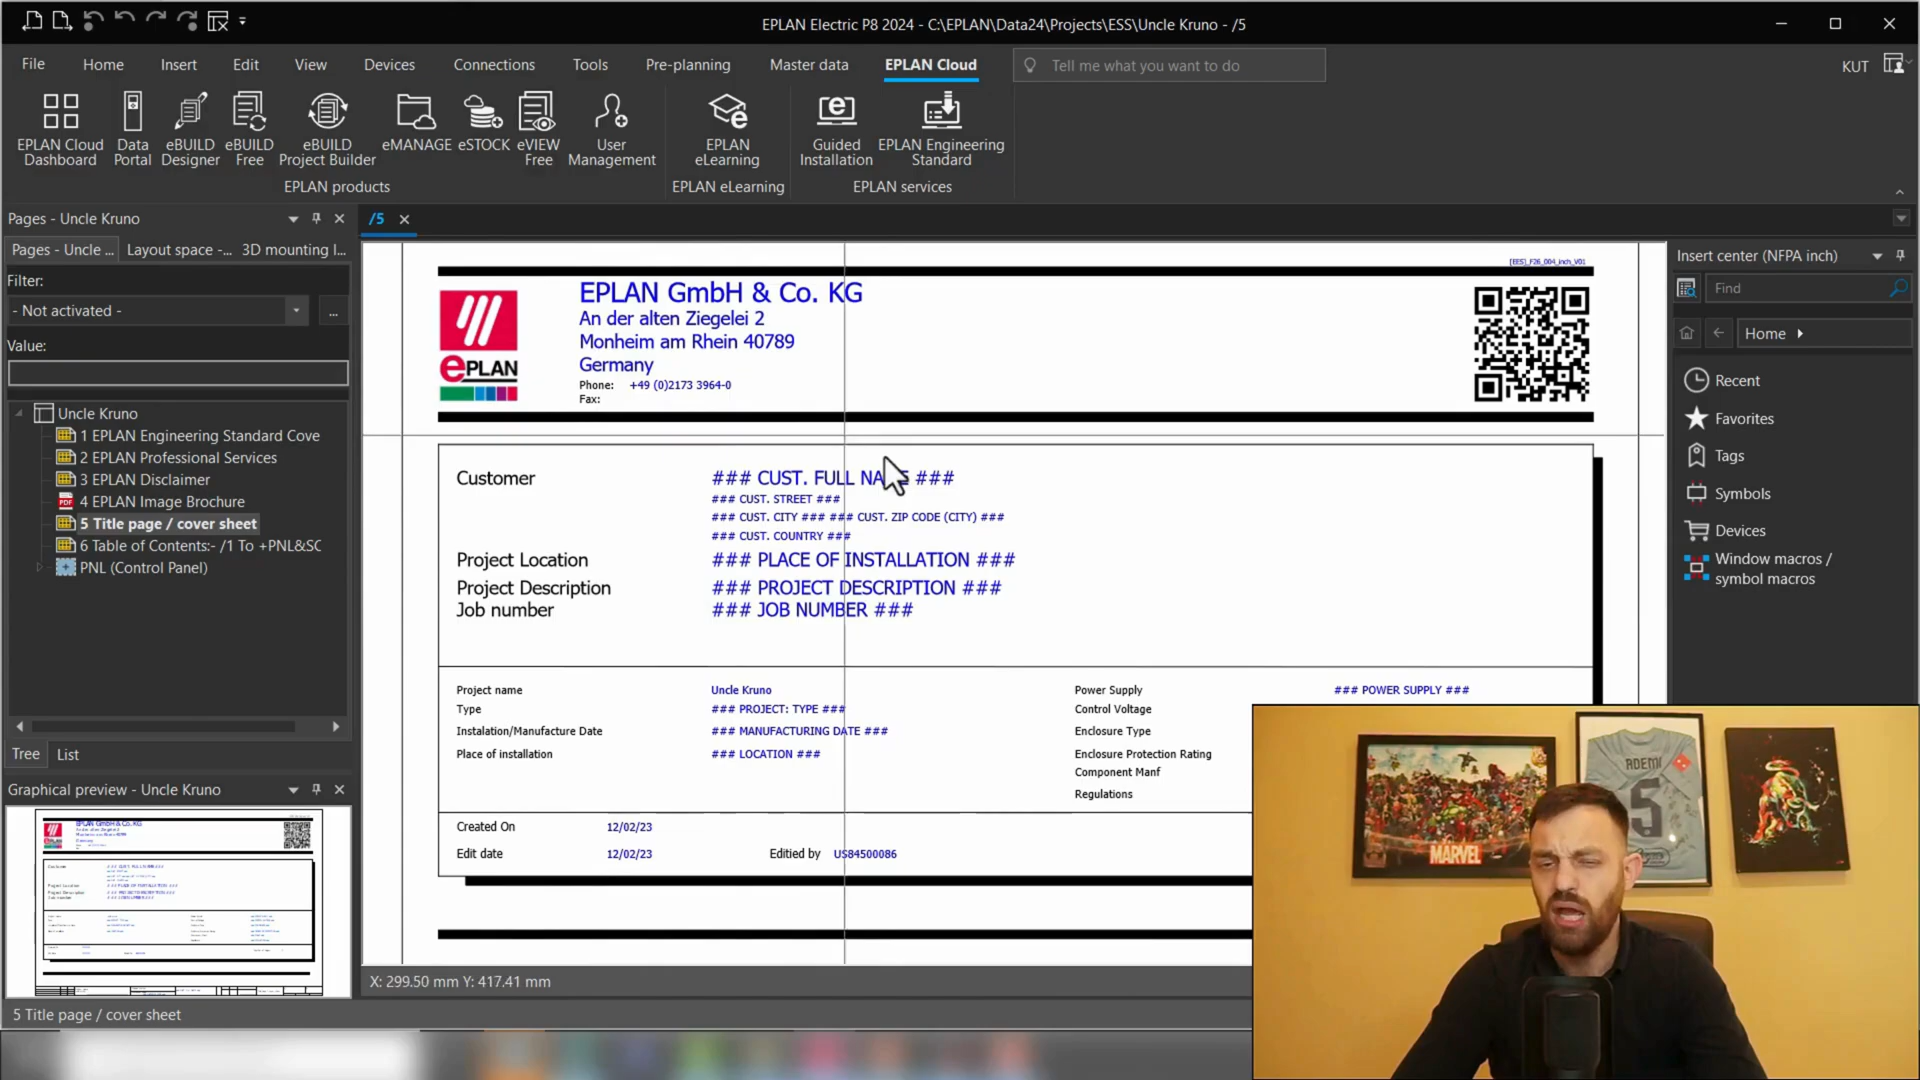 EPLAN Electric P8 2024 - C:\EPLAN\Data24\Projects\ESS\Uncle Kruno - /5
File Home Insert Edit View Devices Connections Tools Pre-planning Master data EPLAN Cloud Tell me what you want to do KUT
EPLAN Cloud Dashboard
Data Portal
eBUILD Designer
eBUILD Free
eBUILD Project Builder
eMANAGE
eSTOCK
eVIEW Free
User Management
EPLAN eLearning
Guided Installation
EPLAN Engineering Standard
EPLAN products
EPLAN eLearning
EPLAN services
Pages - Uncle Kruno
/5
Pages - Uncle ... Layout space -... 3D mounting l...
Filter:
- Not activated -
...
Value:
Uncle Kruno
1 EPLAN Engineering Standard Cove
2 EPLAN Professional Services
3 EPLAN Disclaimer
4 EPLAN Image Brochure
5 Title page / cover sheet
6 Table of Contents:- /1 To +PNL&SC
PNL (Control Panel)
Tree List
Graphical preview - Uncle Kruno
5 Title page / cover sheet
ePLAN
EPLAN GmbH & Co. KG
An der alten Ziegelei 2
Monheim am Rhein 40789
Germany
Phone: +49 (0)2173 3964-0
Fax:
Customer ### CUST. FULL NAME ###
### CUST. STREET ###
### CUST. CITY ### ### CUST. ZIP CODE (CITY) ###
### CUST. COUNTRY ###
Project Location ### PLACE OF INSTALLATION ###
Project Description ### PROJECT DESCRIPTION ###
Job number ### JOB NUMBER ###
Project name Uncle Kruno Power Supply ### POWER SUPPLY ###
Type ### PROJECT: TYPE ### Control Voltage
Instalation/Manufacture Date ### MANUFACTURING DATE ### Enclosure Type
Place of installation ### LOCATION ### Enclosure Protection Rating
Component Manf
Regulations
Created On 12/02/23
Edit date 12/02/23 Editied by US84500086
X: 299.50 mm Y: 417.41 mm
Insert center (NFPA inch)
Find
Home
Recent
Favorites
Tags
Symbols
Devices
Window macros /
symbol macros
MARVEL
ADEMI
5